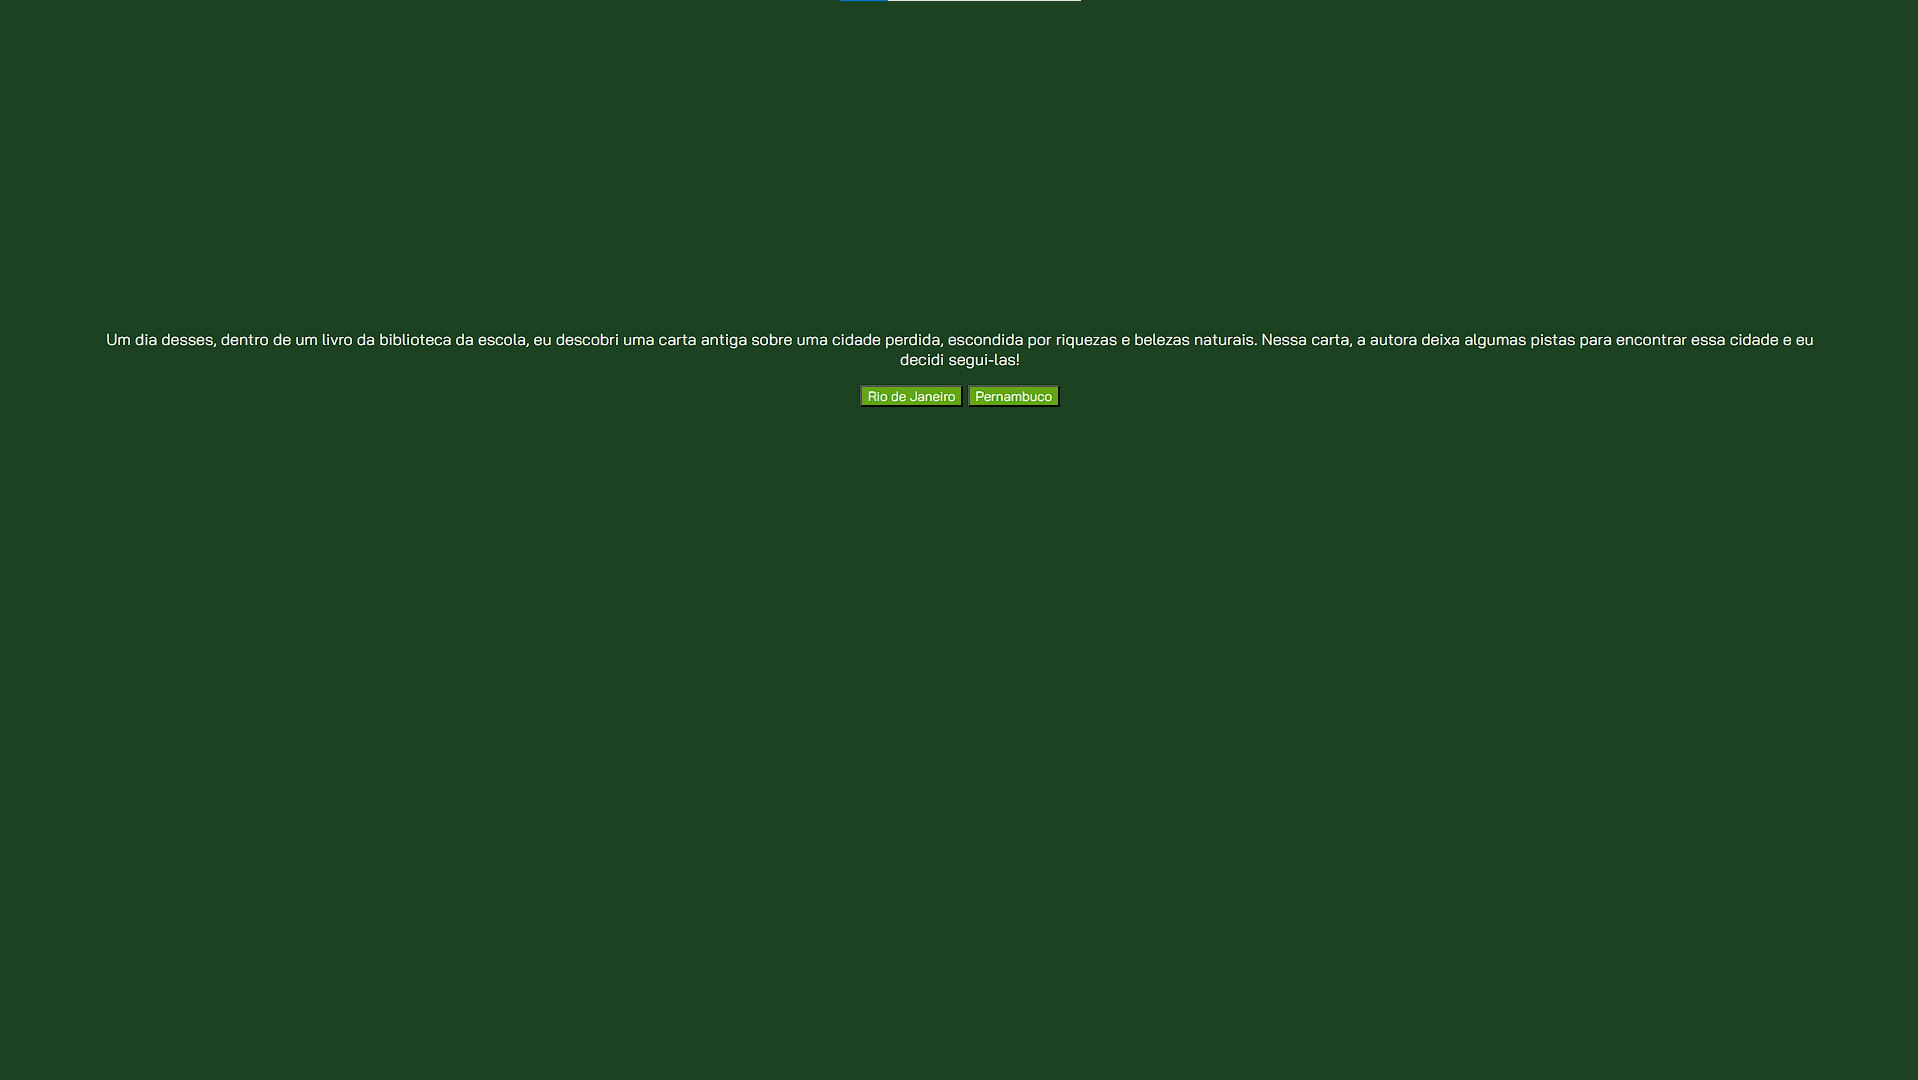 Um dia desses, dentro de um livro da biblioteca da escola, eu descobri uma carta antiga sobre uma cidade perdida, escondida por riquezas e belezas naturais. Nessa carta, a autora deixa algumas pistas para encontrar essa cidade e eu
decidi segui-las!
Rio de Janeiro Pernambuco